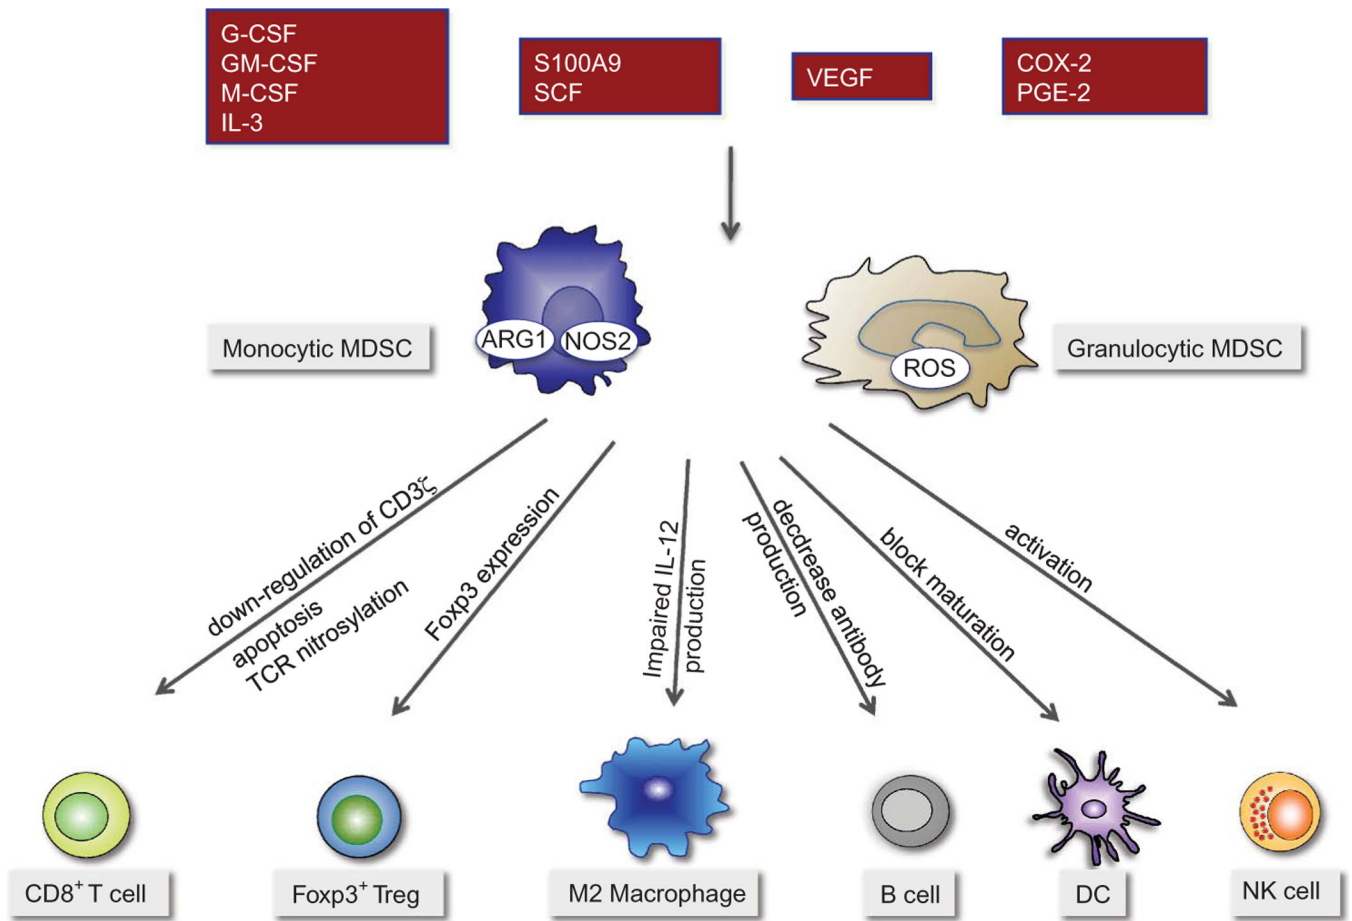 G-CSF
GM-CSF
M-CSF
IL-3
S100A9
SCF
VEGF
COX-2
PGE-2
ARG1
NOS2
Monocytic MDSC
ROS
Granulocytic MDSC
down-regulation of CD3ζ
apoptosis
TCR nitrosylation
Foxp3 expression
Impaired IL-12
production
decdrease antibody
production
block maturation
activation
CD8⁺ T cell
Foxp3⁺ Treg
M2 Macrophage
B cell
DC
NK cell